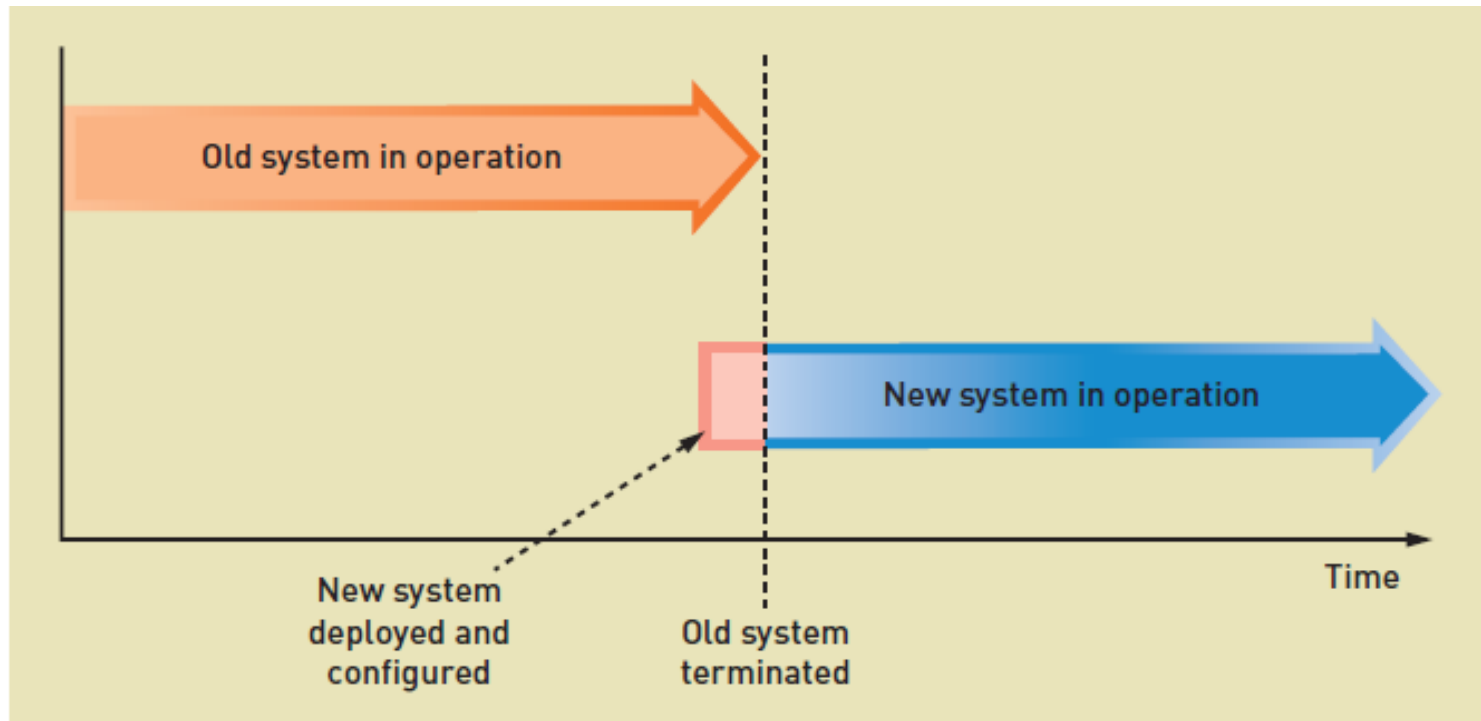 Old system in operation
New system in operation
Time
New system
deployed and
configured
Old system
terminated